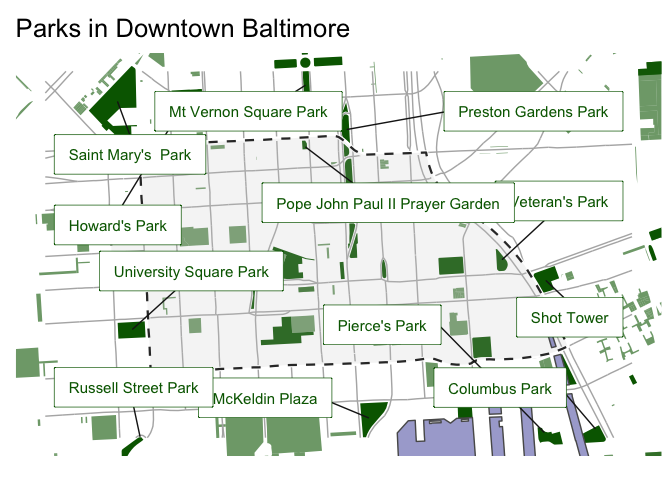 Parks in Downtown Baltimore
Mt Vernon Square Park
Preston Gardens Park
Saint Mary's  Park
Pope John Paul II Prayer Garden
Veteran's Park
Howard's Park
University Square Park
Pierce's Park
Shot Tower
Russell Street Park
McKeldin Plaza
Columbus Park